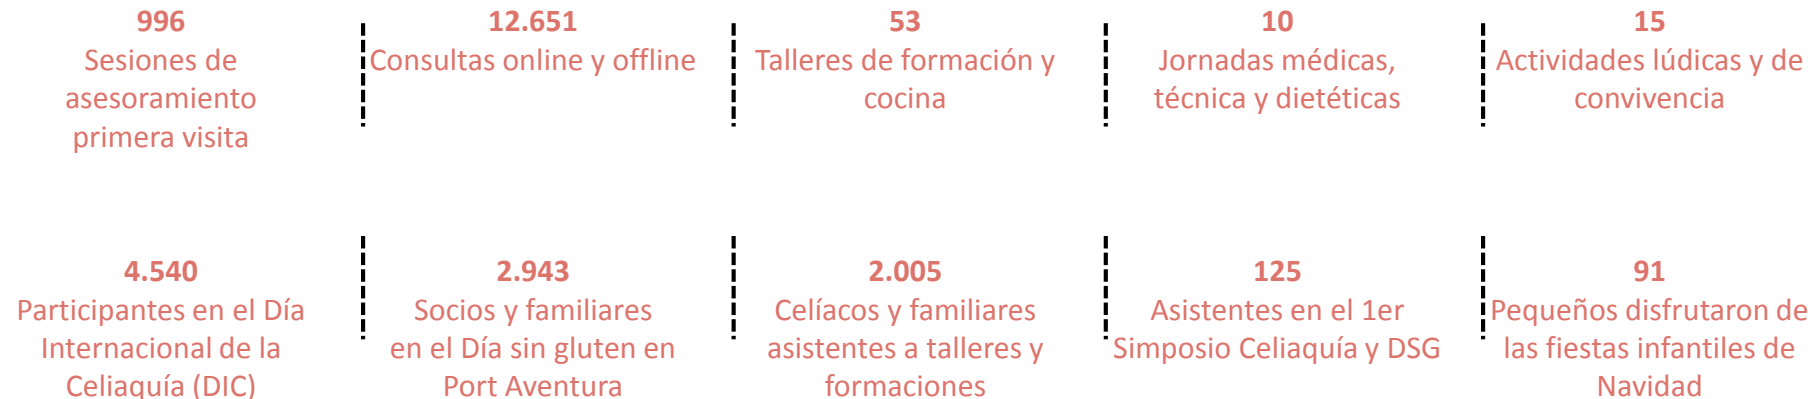 996
Sesiones de
asesoramiento
primera visita
12.651
Consultas online y offline
53
Talleres de formación y
cocina
10
Jornadas médicas,
técnica y dietéticas
15
Actividades lúdicas y de
convivencia
4.540
Participantes en el Día
Internacional de la
Celiaquía (DIC)
2.943
Socios y familiares
en el Día sin gluten en
Port Aventura
2.005
Celíacos y familiares
asistentes a talleres y
formaciones
125
Asistentes en el 1er
Simposio Celiaquía y DSG
91
Pequeños disfrutaron de
las fiestas infantiles de
Navidad